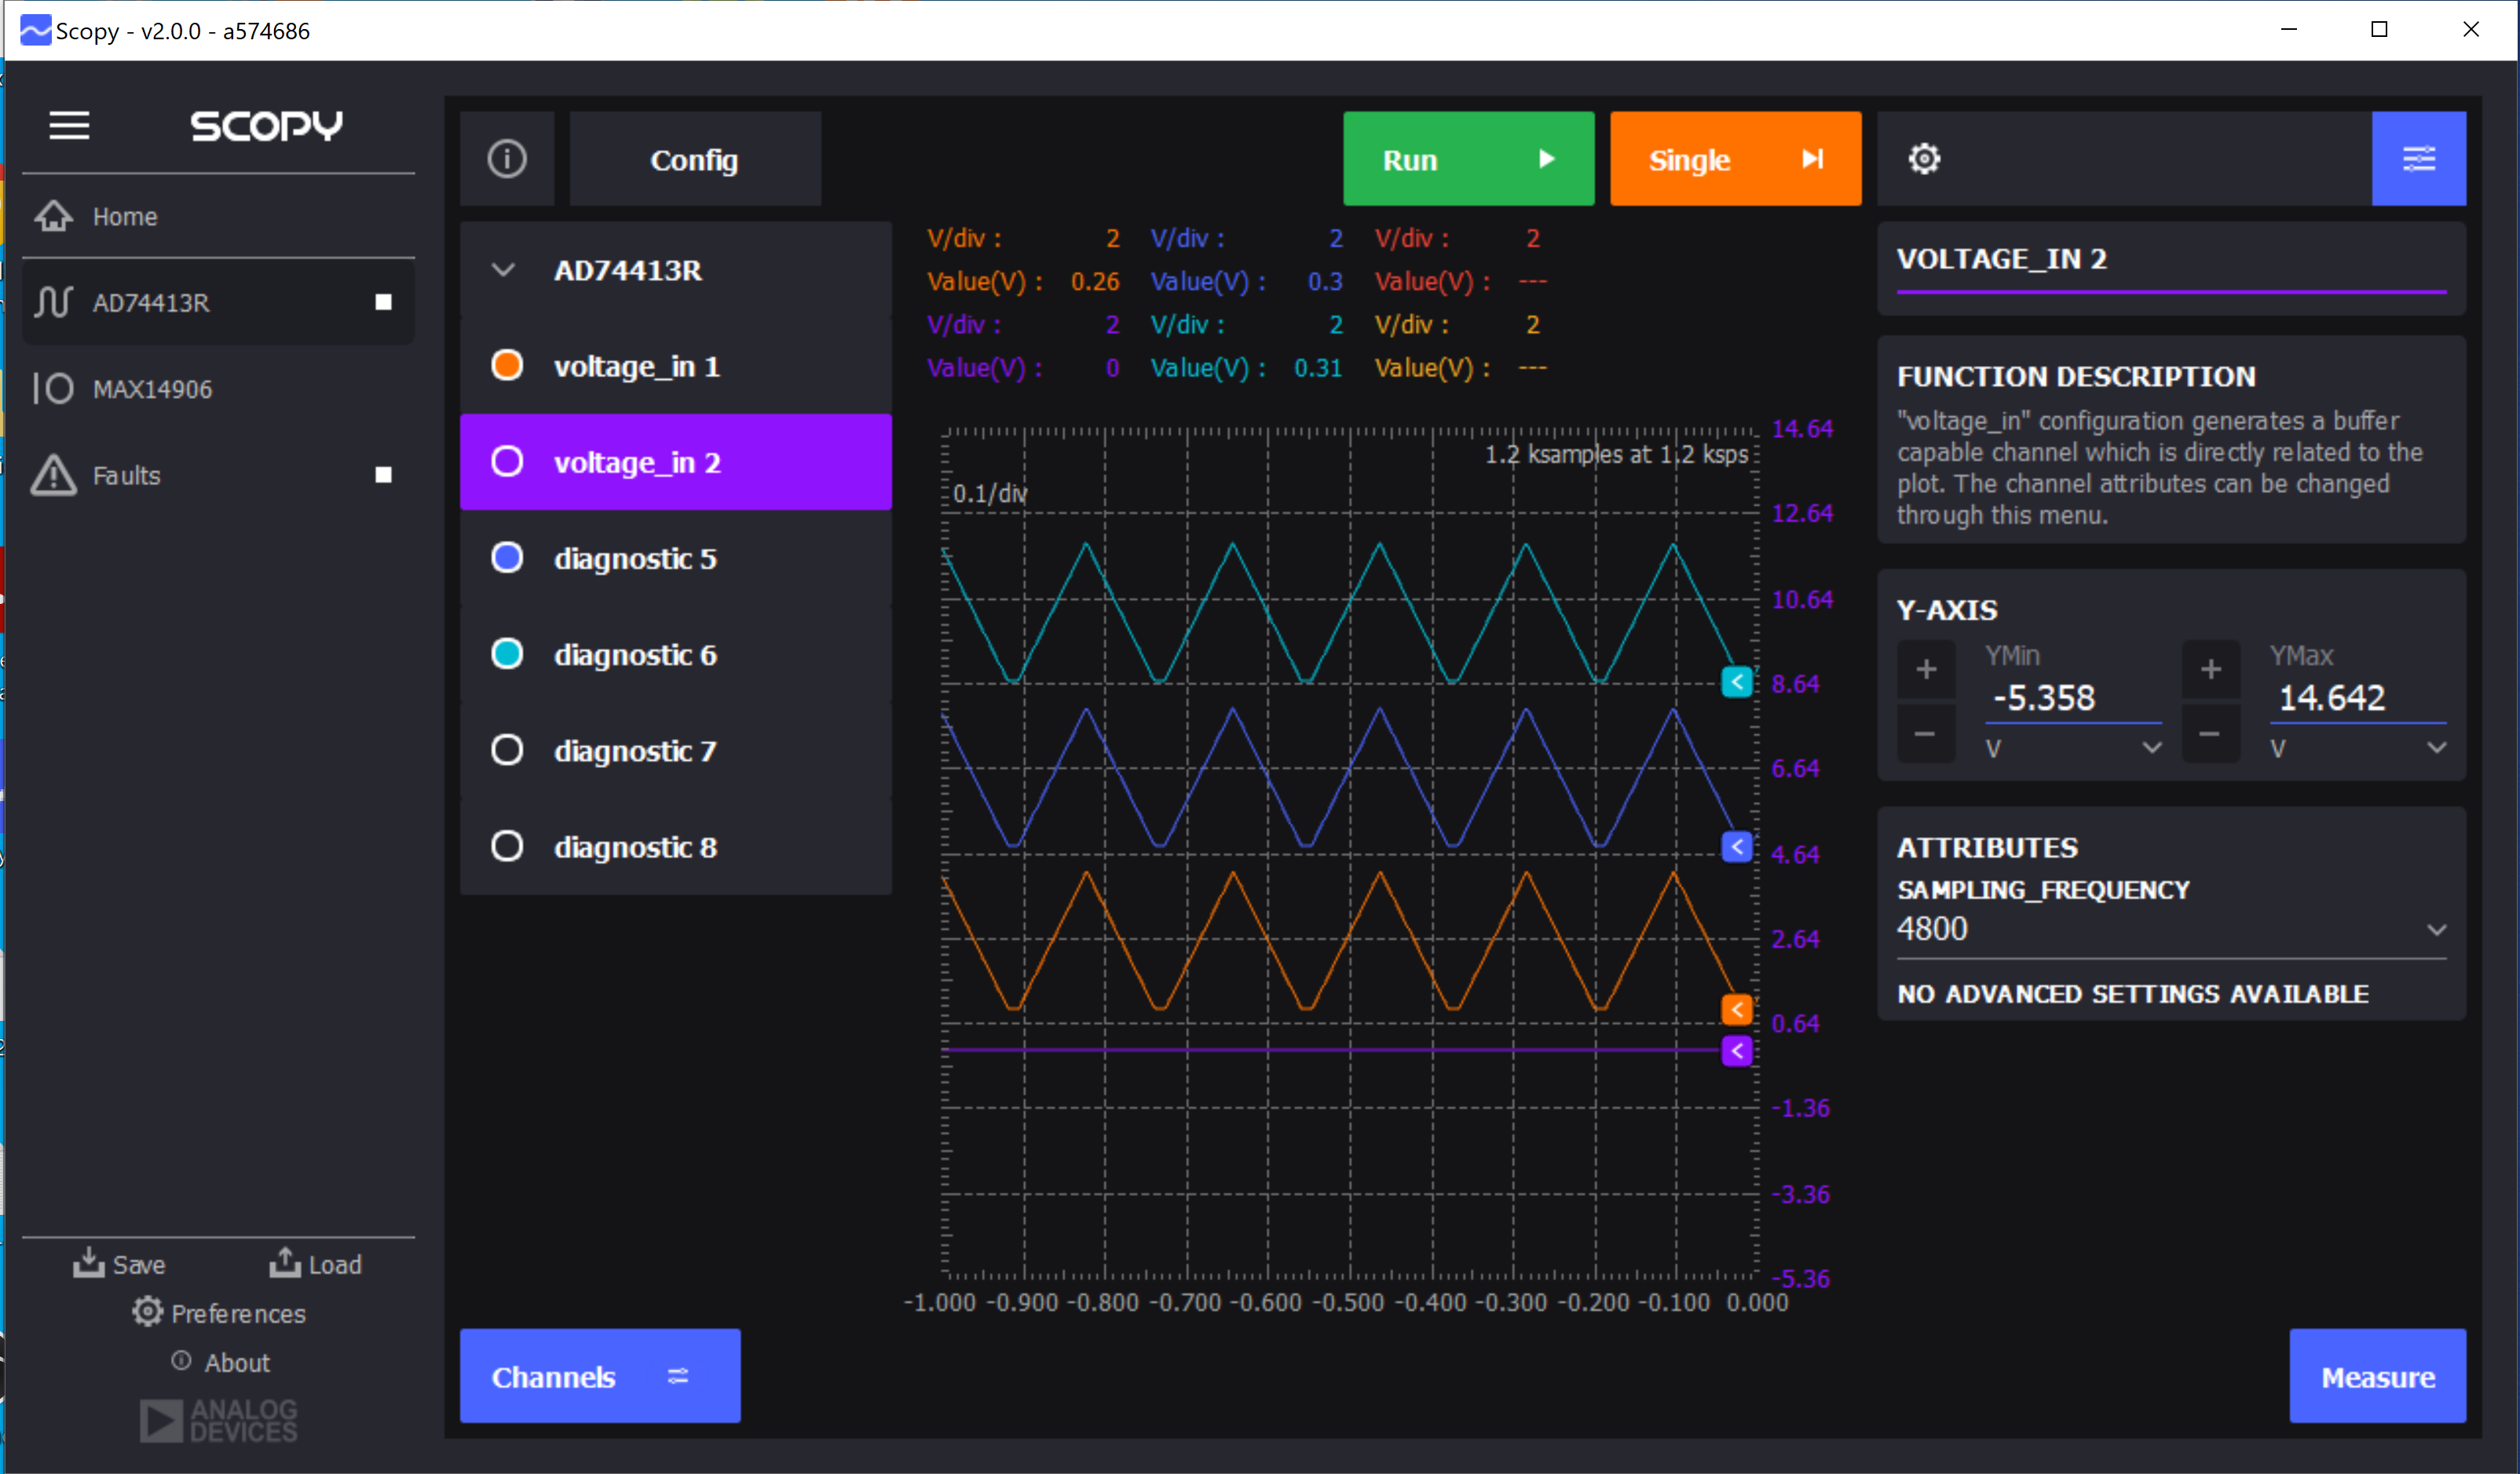 Scopy - v2.0.0 - a574686
SCOPY
Home
AD74413R
MAX14906
Faults
Save Load
Preferences
About
ANALOG
DEVICES
Config
Run
Single
AD74413R
voltage_in 1
voltage_in 2
diagnostic 5
diagnostic 6
diagnostic 7
diagnostic 8
Channels
V/div : 2 V/div : 2 V/div : 2
Value(V) : 0.26 Value(V) : 0.3 Value(V) : ---
V/div : 2 V/div : 2 V/div : 2
Value(V) : 0 Value(V) : 0.31 Value(V) : ---
1.2 ksamples at 1.2 ksps
0.1/div
14.64
12.64
10.64
8.64
6.64
4.64
2.64
0.64
-1.36
-3.36
-5.36
-1.000 -0.900 -0.800 -0.700 -0.600 -0.500 -0.400 -0.300 -0.200 -0.100 0.000
VOLTAGE_IN 2
FUNCTION DESCRIPTION
"voltage_in" configuration generates a buffer
capable channel which is directly related to the
plot. The channel attributes can be changed
through this menu.
Y-AXIS
YMin YMax
-5.358 14.642
V V
ATTRIBUTES
SAMPLING_FREQUENCY
4800
NO ADVANCED SETTINGS AVAILABLE
Measure